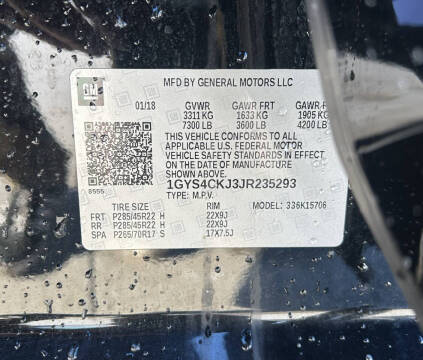 GM
MFD BY GENERAL MOTORS LLC
01/18 GVWR GAWR FRT GAWR
3311 KG 1633 KG 1905 KG
7300 LB 3600 LB 4200 LB
THIS VEHICLE CONFORMS TO ALL
APPLICABLE U.S. FEDERAL MOTOR
VEHICLE SAFETY
STANDARDS IN EFFECT ON
THE DATE OF MANUFACTURE SHOWN ABOVE.
1GYS4CKJ3JR235293
8555 TYPE: M.P.V. MODEL: 336K15706
TIRE SIZE RIM
FRT P285/45R22 H 22X9J
RR P285/45R22 H 22X9J
SPA P265/70R17 S 17X7.5J